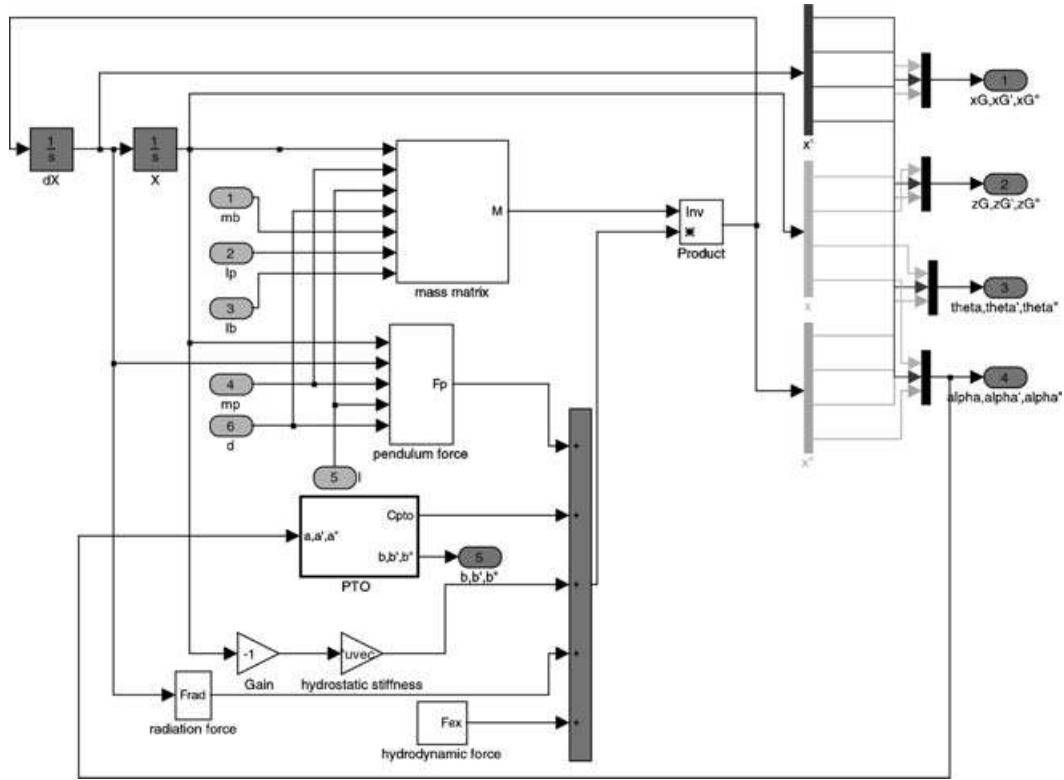 1
xG,xG',xG"
x'
1
s
dX
1
s
X
1
mb
2
Ip
3
Ib
M
mass matrix
Inv
Product
2
zG,zG',zG"
x
3
theta,theta',theta"
4
mp
6
d
Fp
pendulum force
4
alpha,alpha',alpha"
x"
5
l
a,a',a"
Cpto
b,b',b"
PTO
5
b,b',b"
+
+
+
+
+
-1
Gain
'uvec
hydrostatic stiffness
Frad
radiation force
Fex
hydrodynamic force